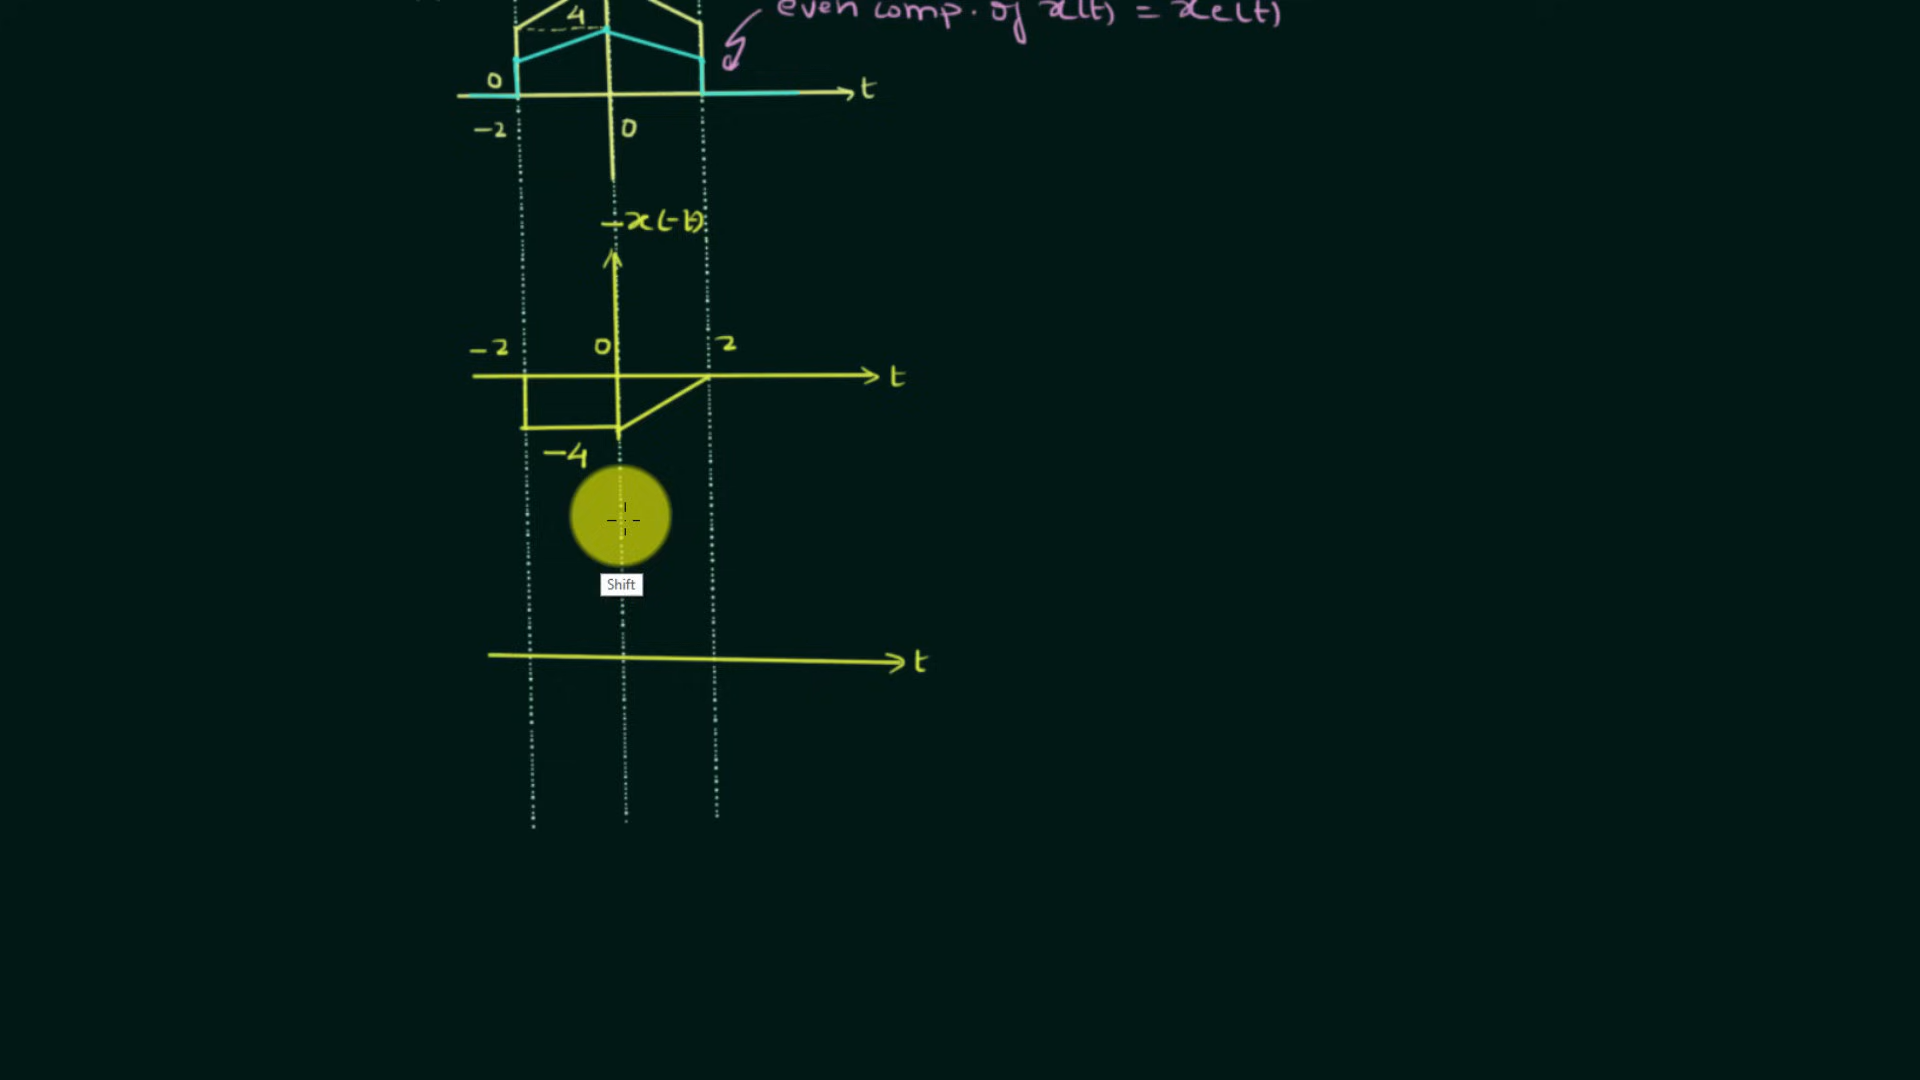 even comp. of x(t) = xe(t)
4
0
t
-2
0
-x(-t)
-2
0
2
t
-4
Shift
t